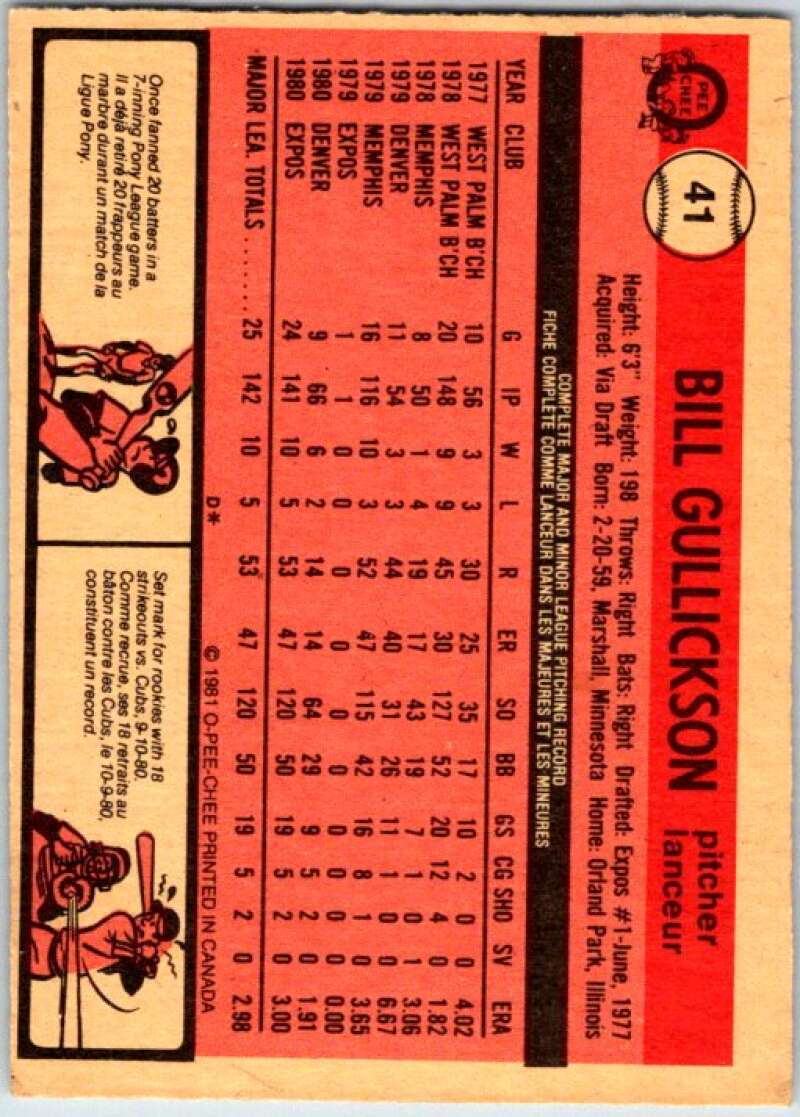 O
PEE
CHEE
41
BILL GULLICKSON
pitcher
lanceur
Height: 6'3" Weight: 198 Throws: Right Bats: Right Drafted: Expos #1-June, 1977
Acquired: Via Draft Born: 2-20-59, Marshall, Minnesota Home: Orland Park, Illinois
COMPLETE MAJOR AND MINOR LEAGUE PITCHING RECORD
FICHE COMPLÈTE COMME LANCEUR DANS LES MAJEURES ET LES MINEURES
YEAR CLUB G IP W L R ER SO BB GS CG SHO SV ERA
1977 WEST PALM B'CH 10 56 3 3 30 25 35 17 10 2 0 0 4.02
1978 WEST PALM B'CH 20 148 9 9 45 30 127 52 20 12 4 0 1.82
1978 MEMPHIS 8 50 1 4 19 17 43 19 7 1 0 1 3.06
1979 DENVER 11 54 3 3 44 40 31 26 11 1 0 0 6.67
1979 MEMPHIS 16 116 10 3 52 47 115 42 16 8 1 0 3.65
1979 EXPOS 1 1 0 0 0 0 0 0 0 0 0 0 0.00
1980 DENVER 9 66 6 2 14 14 64 29 9 5 2 0 1.91
1980 EXPOS 24 141 10 5 53 47 120 50 19 5 2 0 3.00
MAJOR LEA. TOTALS ...... 25 142 10 5 53 47 120 50 19 5 2 0 2.98
D* © 1981 O-PEE-CHEE PRINTED IN CANADA
Once fanned 20 batters in a
7-inning Pony League game.
Il a déjà retiré 20 frappeurs au
marbre durant un match de la
Ligue Pony.
Set mark for rookies with 18
strikeouts vs. Cubs, 9-10-80.
Comme recrue, ses 18 retraits au
bâton contre les Cubs, le 10-9-80,
constituent un record.